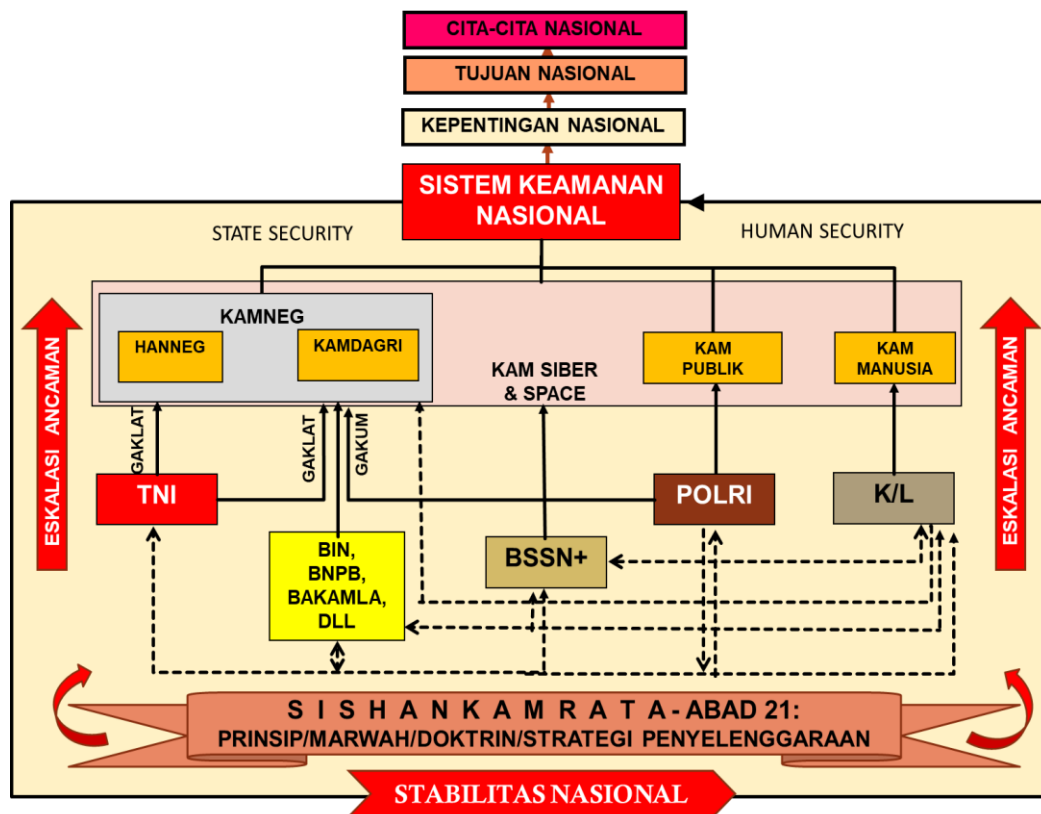 CITA-CITA NASIONAL
TUJUAN NASIONAL
KEPENTINGAN NASIONAL
SISTEM KEAMANAN
NASIONAL
STATE SECURITY
HUMAN SECURITY
KAMNEG
HANNEG
KAMDAGRI
KAM SIBER
& SPACE
KAM
PUBLIK
KAM
MANUSIA
ESKALASI ANCAMAN
ESKALASI ANCAMAN
GAKLAT
GAKLAT
GAKUM
TNI
POLRI
K/L
BIN,
BNPB,
BAKAMLA,
DLL
BSSN+
S I S H A N K A M R A T A - ABAD 21:
PRINSIP/MARWAH/DOKTRIN/STRATEGI PENYELENGGARAAN
STABILITAS NASIONAL